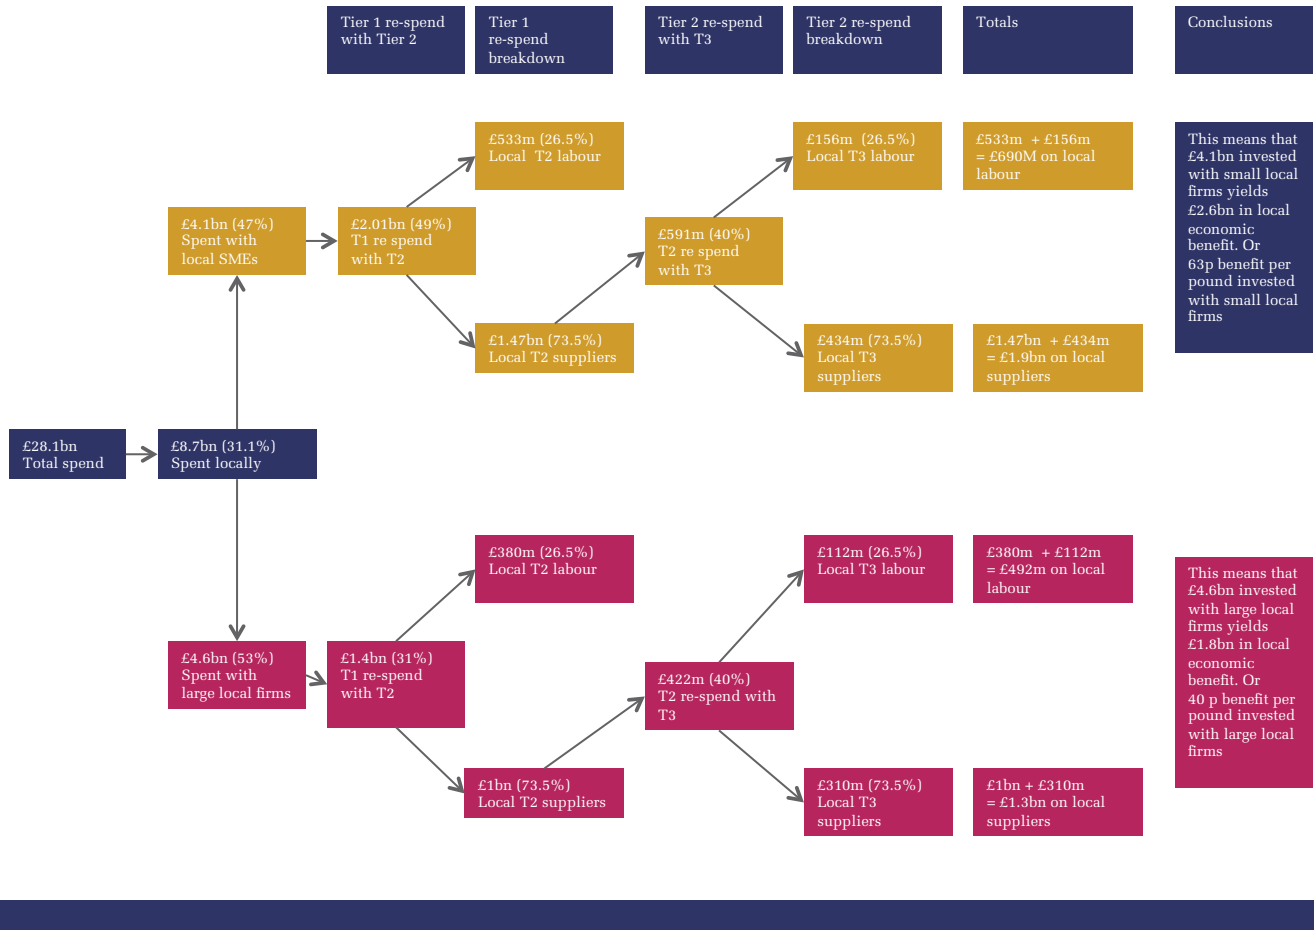 Tier 1 re-spend
with Tier 2
Tier 1
re-spend
breakdown
Tier 2 re-spend
with T3
Tier 2 re-spend
breakdown
Totals
Conclusions
£533m (26.5%)
Local  T2 labour
£156m  (26.5%)
Local T3 labour
£533m  + £156m
= £690M on local
labour
This means that
£4.1bn invested
with small local
firms yields
£2.6bn in local
economic
benefit. Or
63p benefit per
pound invested
with small local
firms
£4.1bn (47%)
Spent with
local SMEs
£2.01bn (49%)
T1 re spend
with T2
£591m (40%)
T2 re spend
with T3
£1.47bn (73.5%)
Local T2 suppliers
£434m (73.5%)
Local T3
suppliers
£1.47bn  + £434m
= £1.9bn on local
suppliers
£28.1bn
Total spend
£8.7bn (31.1%)
Spent locally
£380m (26.5%)
Local T2 labour
£112m (26.5%)
Local T3 labour
£380m  + £112m
= £492m on local
labour
This means that
£4.6bn invested
with large local
firms yields
£1.8bn in local
economic
benefit. Or
40 p benefit per
pound invested
with large local
firms
£4.6bn (53%)
Spent with
large local firms
£1.4bn (31%)
T1 re-spend
with T2
£422m (40%)
T2 re-spend with
T3
£1bn (73.5%)
Local T2 suppliers
£310m (73.5%)
Local T3
suppliers
£1bn + £310m
= £1.3bn on local
suppliers